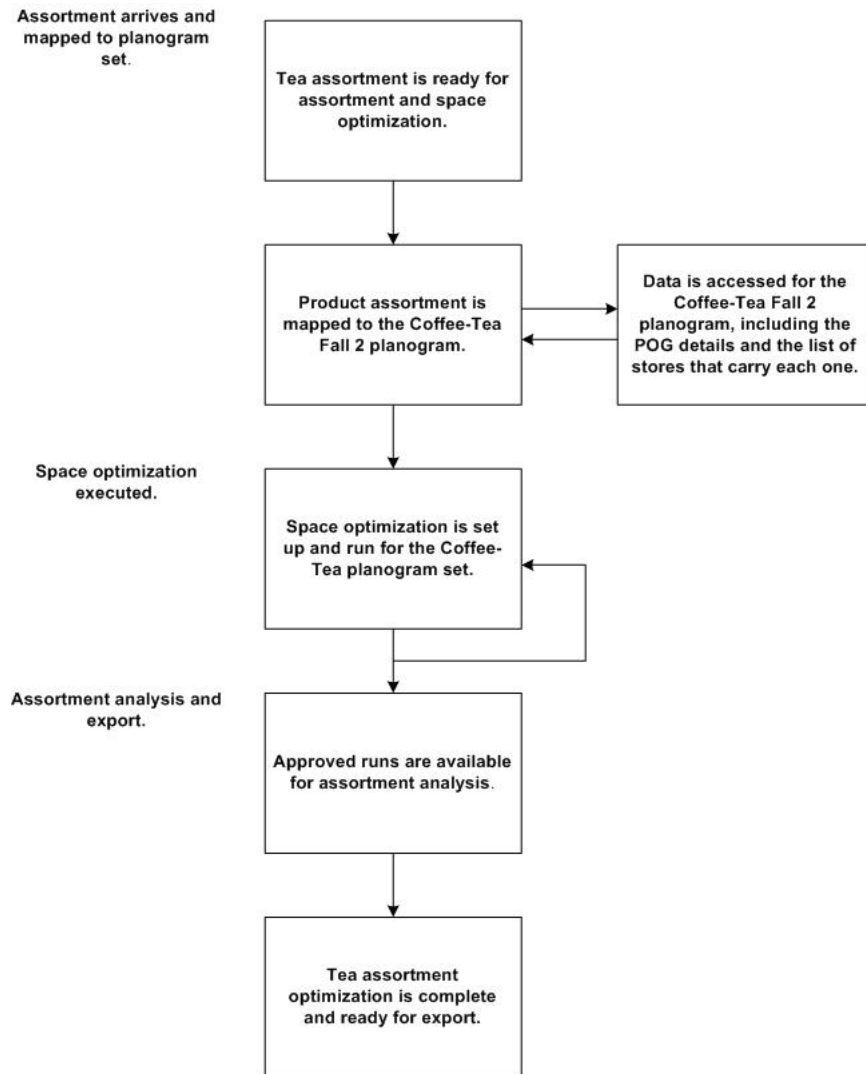 Assortment arrives and
mapped to planogram
set.
Tea assortment is ready for
assortment and space
optimization.
Product assortment is
mapped to the Coffee-Tea
Fall 2 planogram.
Data is accessed for the
Coffee-Tea Fall 2
planogram, including the
POG details and the list of
stores that carry each one.
Space optimization
executed.
Space optimization is set
up and run for the Coffee-
Tea planogram set.
Assortment analysis and
export.
Approved runs are available
for assortment analysis.
Tea assortment
optimization is complete
and ready for export.